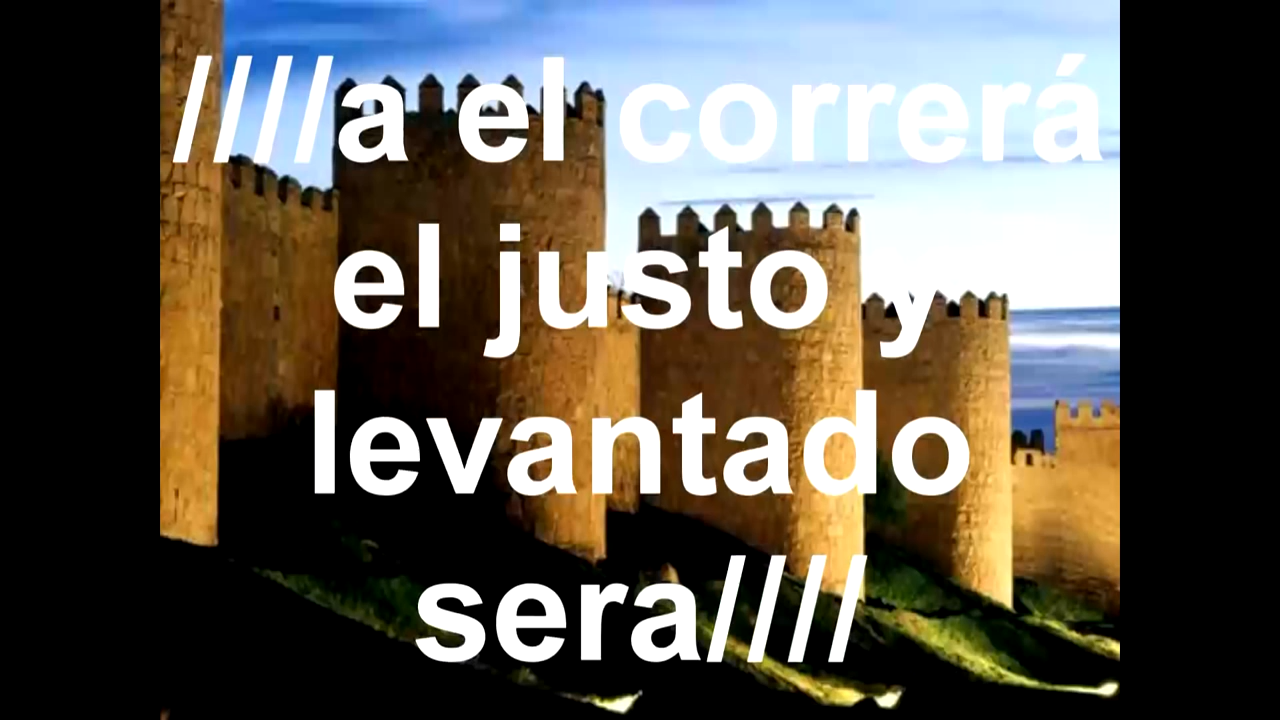 ////a el correrá
el justo y
levantado
sera////